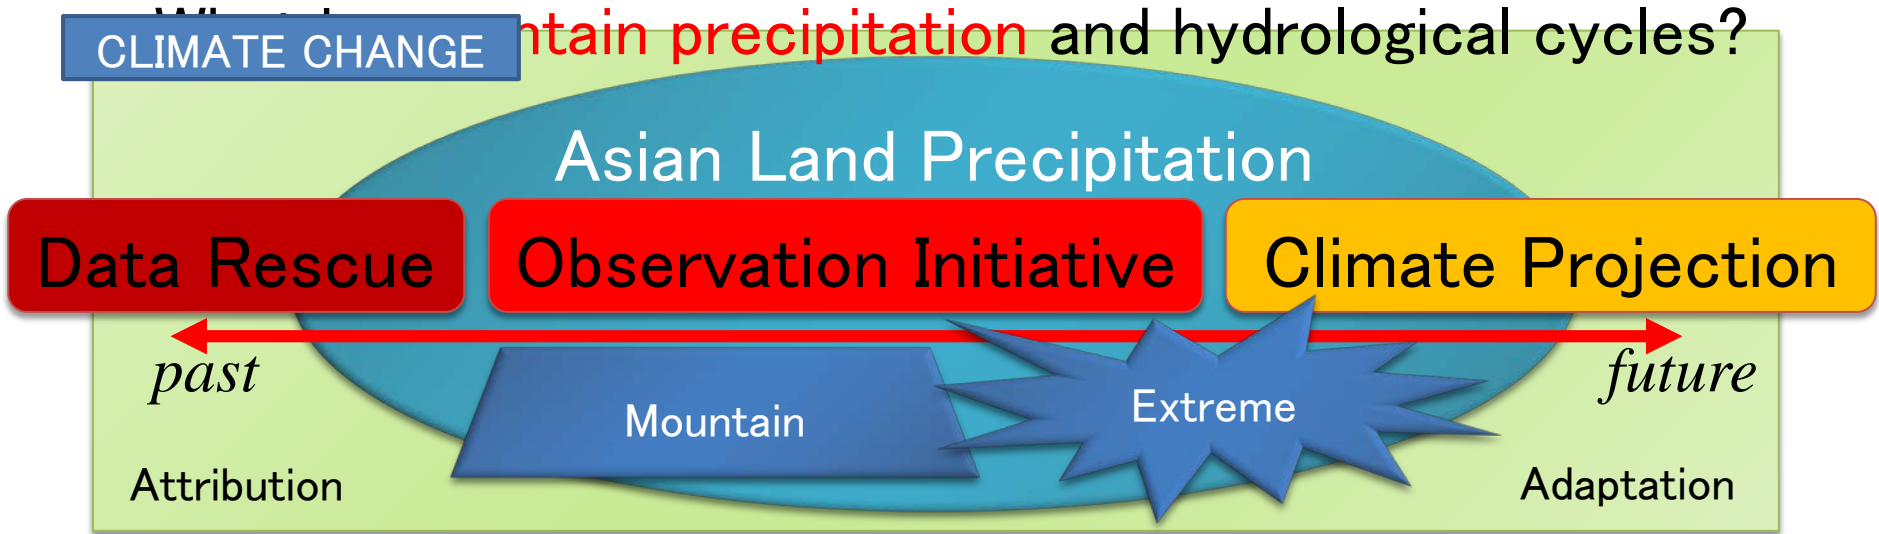 precipitation and hydrological cycles?
CLIMATE CHANGE
Asian Land Precipitation
Data Rescue
Observation Initiative
Climate Projection
past
future
Mountain
Extreme
Attribution
Adaptation